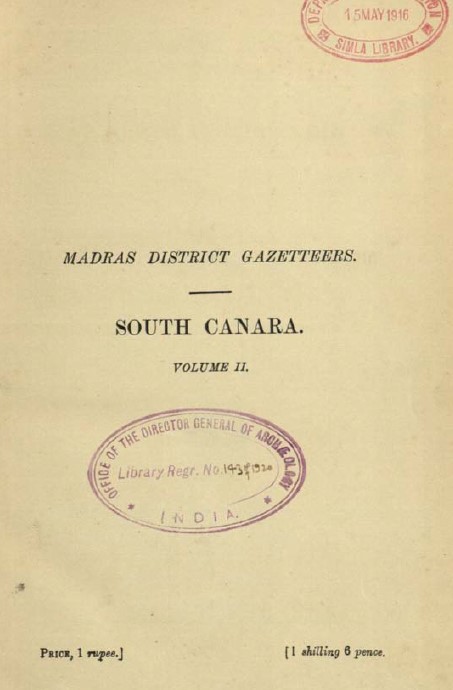 15 MAY 1916
SIMLA LIBRARY.
MADRAS DISTRICT GAZETTEERS.
SOUTH CANARA.
VOLUME II.
OFFICE OF THE DIRECTOR GENERAL OF ARCHÆOLOGY
Library Regr. No.
INDIA.
PRICE, 1 rupee.]
[1 shilling 6 pence.